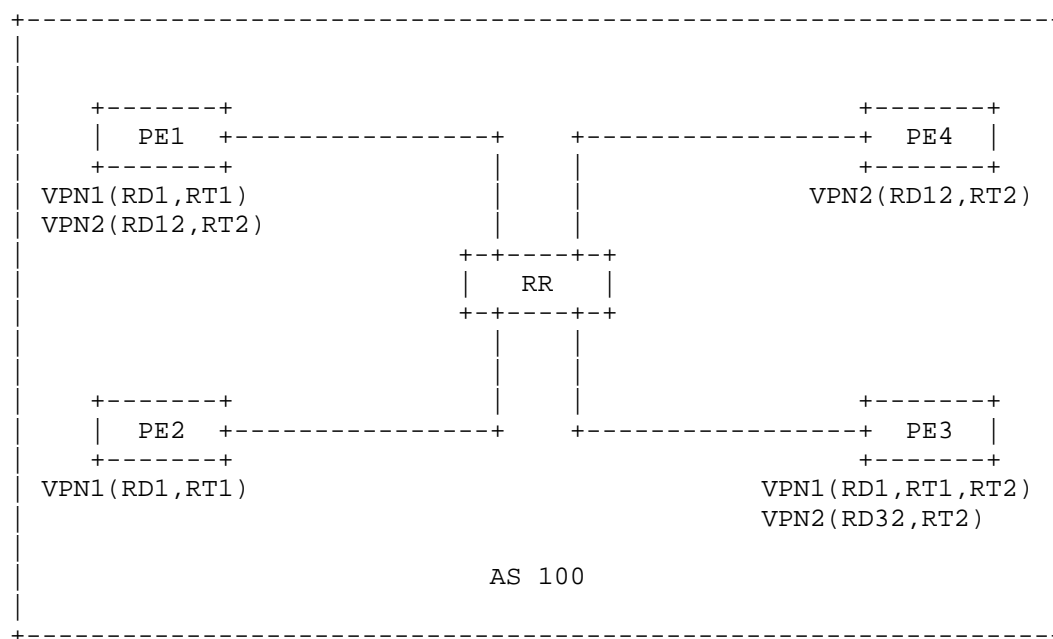 PE1 PE4
VPN1(RD1,RT1) VPN2(RD12,RT2)
VPN2(RD12,RT2)
RR
PE2 PE3
VPN1(RD1,RT1) VPN1(RD1,RT1,RT2)
VPN2(RD32,RT2)
AS 100